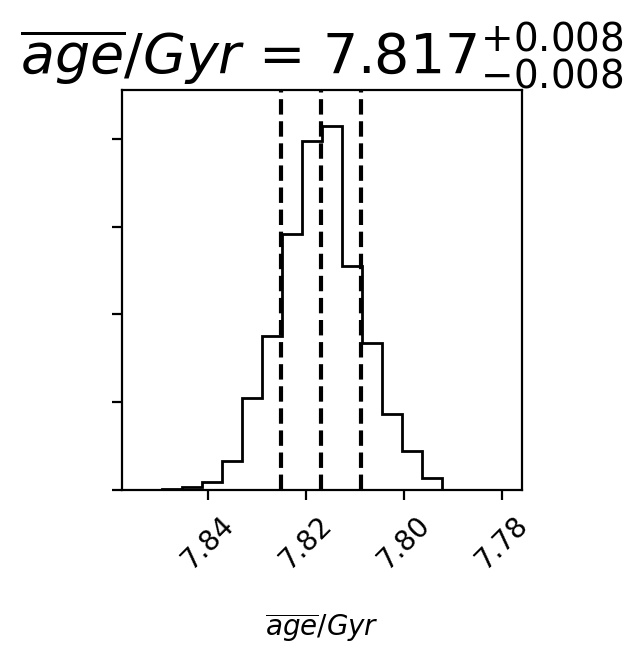 $\overline{age}/Gyr = 7.817^{+0.008}_{-0.008}$
7.84 7.82 7.80 7.78
$\overline{age}/Gyr$